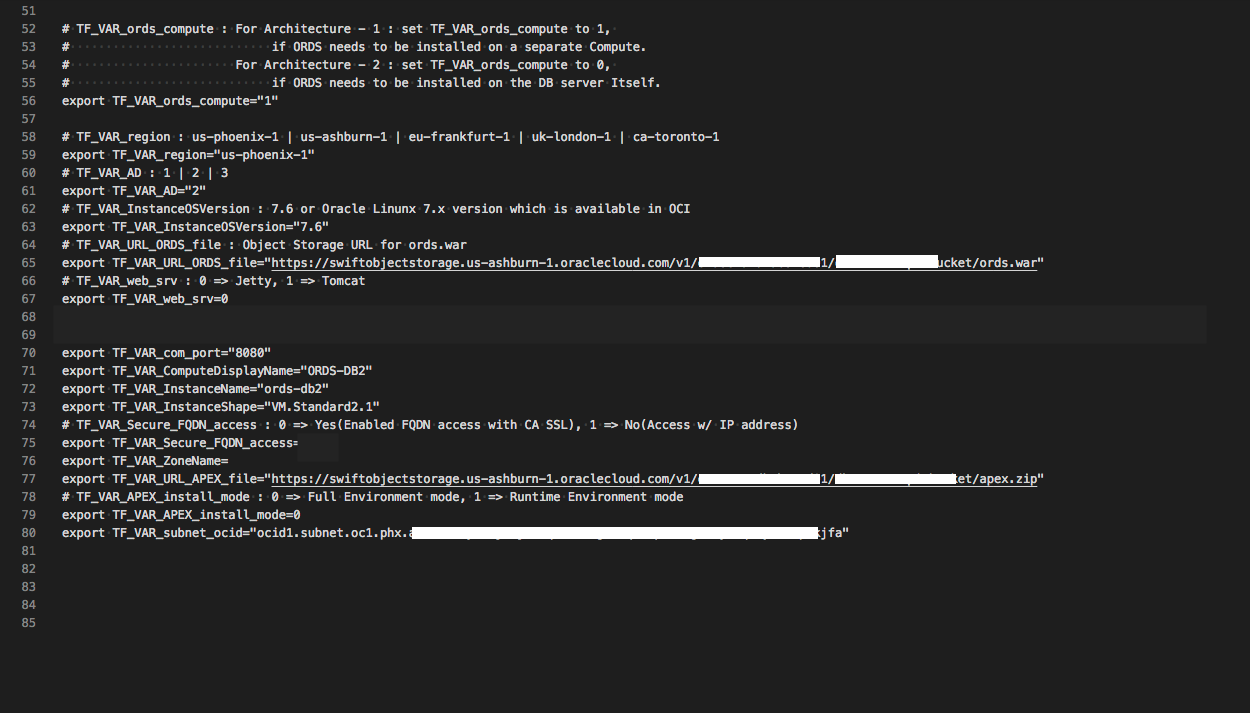 51
52 # TF_VAR_ords_compute : For Architecture - 1 : set TF_VAR_ords_compute to 1,
53 # if ORDS needs to be installed on a separate Compute.
54 # For Architecture - 2 : set TF_VAR_ords_compute to 0,
55 # if ORDS needs to be installed on the DB server Itself.
56 export TF_VAR_ords_compute="1"
57
58 # TF_VAR_region : us-phoenix-1 | us-ashburn-1 | eu-frankfurt-1 | uk-london-1 | ca-toronto-1
59 export TF_VAR_region="us-phoenix-1"
60 # TF_VAR_AD : 1 | 2 | 3
61 export TF_VAR_AD="2"
62 # TF_VAR_InstanceOSVersion : 7.6 or Oracle Linunx 7.x version which is available in OCI
63 export TF_VAR_InstanceOSVersion="7.6"
64 # TF_VAR_URL_ORDS_file : Object Storage URL for ords.war
65 export TF_VAR_URL_ORDS_file="https://swiftobjectstorage.us-ashburn-1.oraclecloud.com/v1/ 1/ ucket/ords.war"
66 # TF_VAR_web_srv : 0 => Jetty, 1 => Tomcat
67 export TF_VAR_web_srv=0
68
69
70 export TF_VAR_com_port="8080"
71 export TF_VAR_ComputeDisplayName="ORDS-DB2"
72 export TF_VAR_InstanceName="ords-db2"
73 export TF_VAR_InstanceShape="VM.Standard2.1"
74 # TF_VAR_Secure_FQDN_access : 0 => Yes(Enabled FQDN access with CA SSL), 1 => No(Access w/ IP address)
75 export TF_VAR_Secure_FQDN_access=
76 export TF_VAR_ZoneName=
77 export TF_VAR_URL_APEX_file="https://swiftobjectstorage.us-ashburn-1.oraclecloud.com/v1/ 1/ et/apex.zip"
78 # TF_VAR_APEX_install_mode : 0 => Full Environment mode, 1 => Runtime Environment mode
79 export TF_VAR_APEX_install_mode=0
80 export TF_VAR_subnet_ocid="ocid1.subnet.oc1.phx. jfa"
81
82
83
84
85